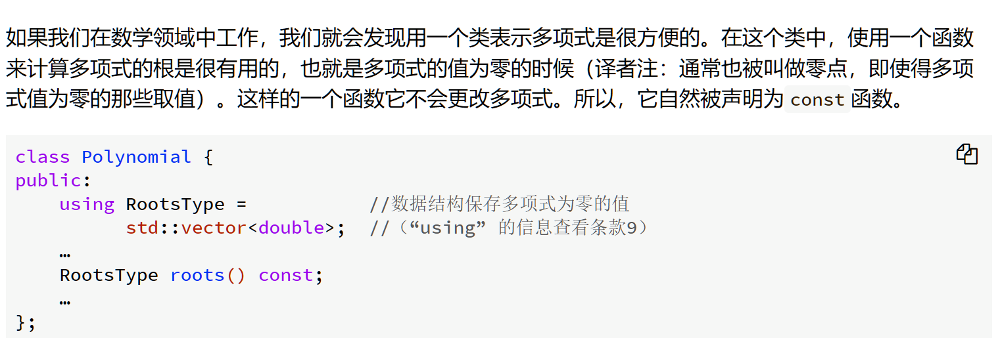 如果我们在数学领域中工作，我们就会发现用一个类表示多项式是很方便的。在这个类中，使用一个函数
来计算多项式的根是很有用的，也就是多项式的值为零的时候（译者注：通常也被叫做零点，即使得多项
式值为零的那些取值）。这样的一个函数它不会更改多项式。所以，它自然被声明为const函数。
class Polynomial {
public:
    using RootsType =           //数据结构保存多项式为零的值
          std::vector<double>;  //（“using” 的信息查看条款9）
    …
    RootsType roots() const;
    …
};